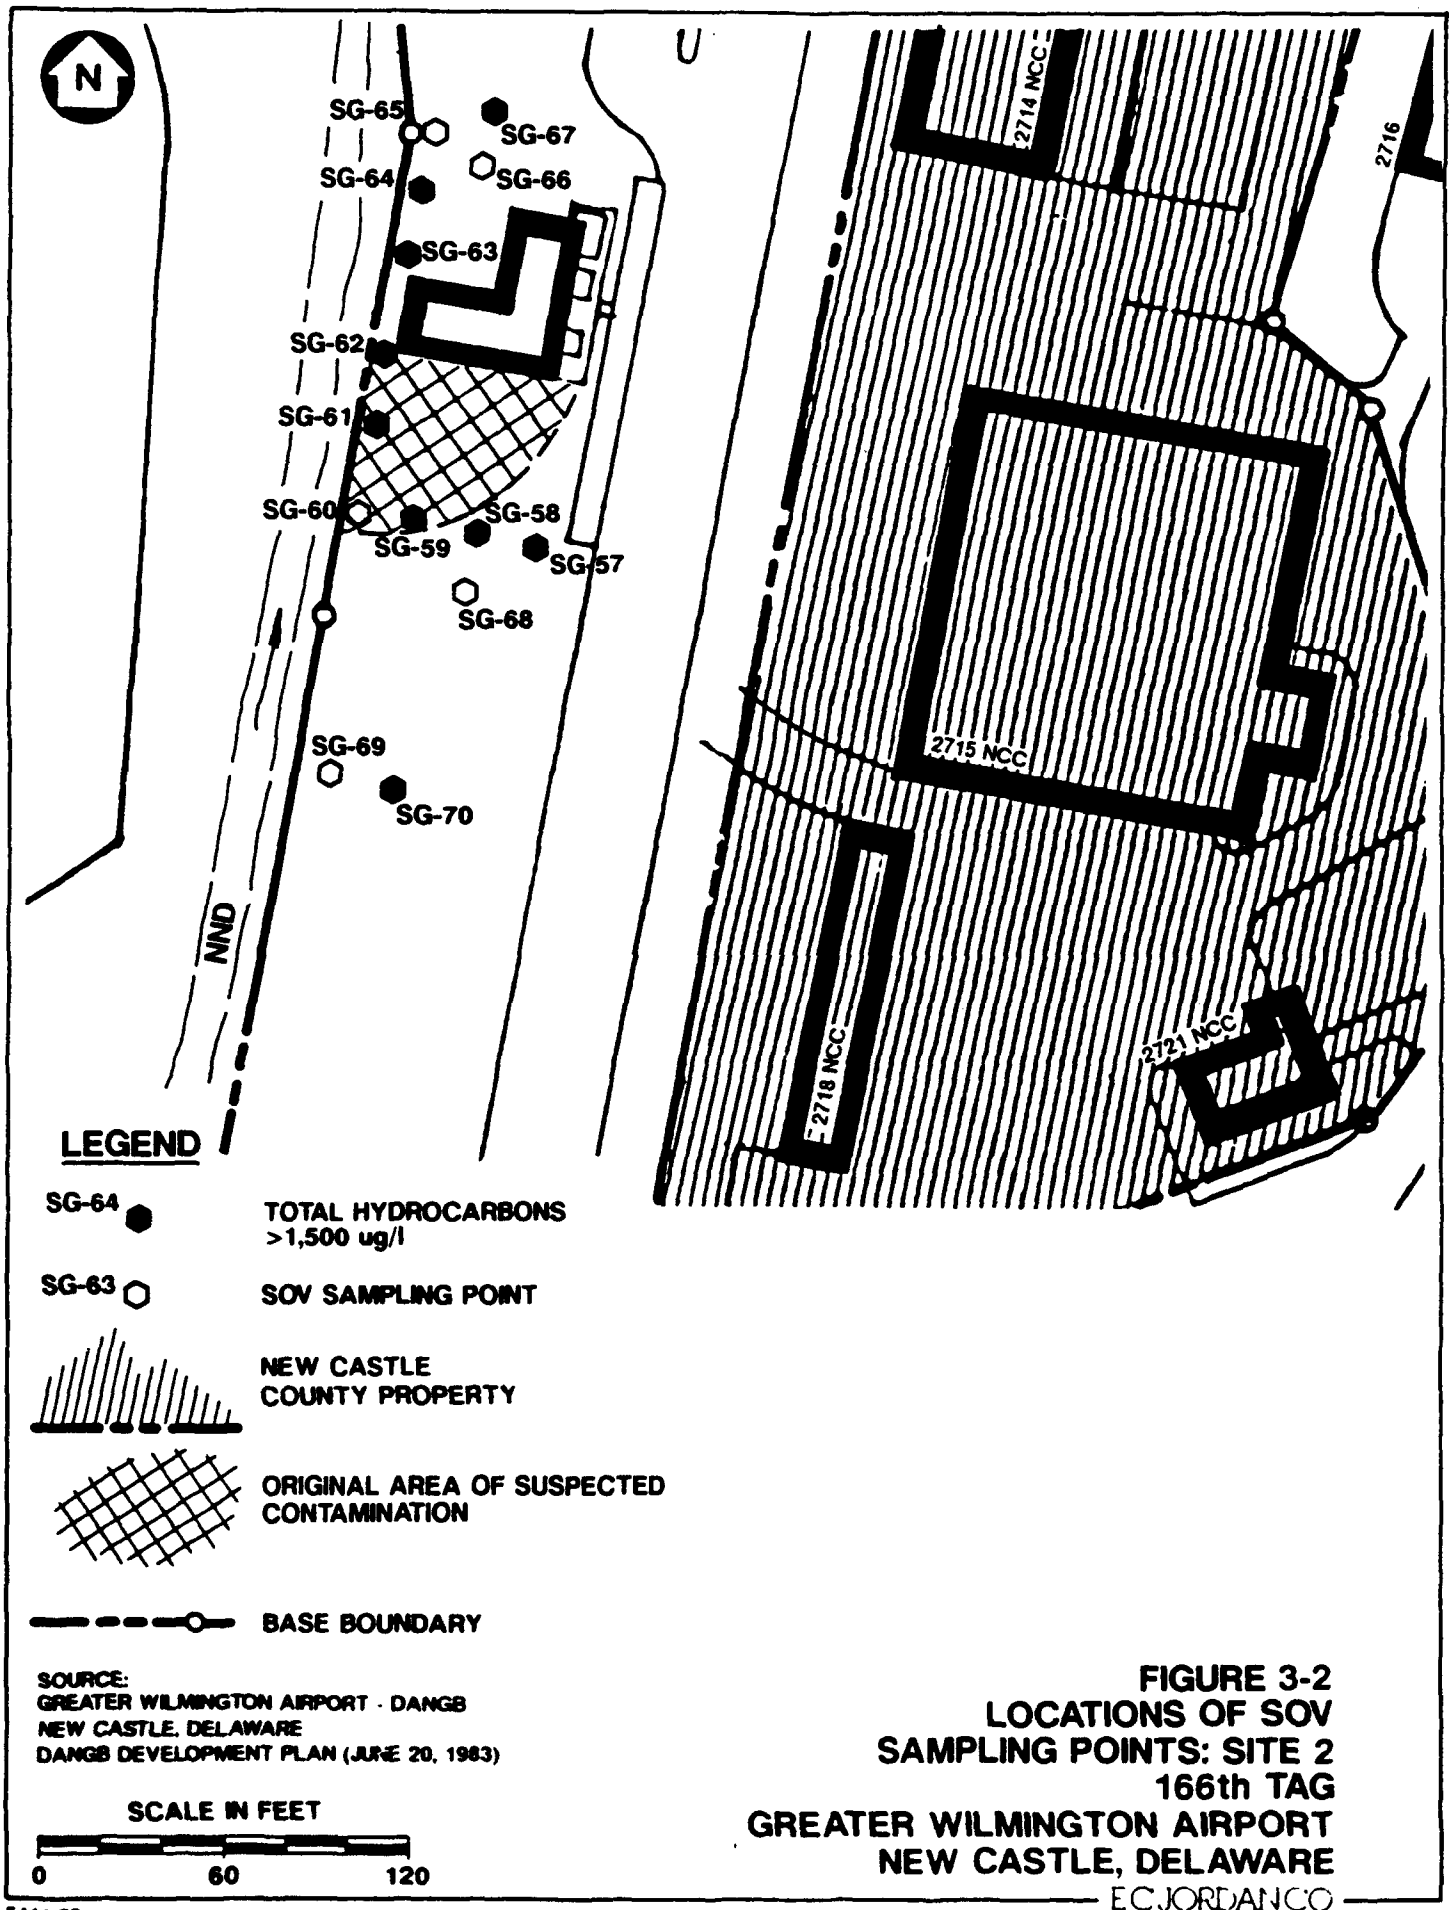 N
SG-65
SG-67
SG-64
SG-66
SG-63
SG-62
SG-61
SG-60
SG-58
SG-59
SG-57
SG-68
SG-69
SG-70
2714 NCC
2716
2715 NCC
2718 NCC
2721 NCC
NND
LEGEND
SG-64
TOTAL HYDROCARBONS
>1,500 ug/l
SG-63
SOV SAMPLING POINT
NEW CASTLE
COUNTY PROPERTY
ORIGINAL AREA OF SUSPECTED
CONTAMINATION
BASE BOUNDARY
SOURCE:
GREATER WILMINGTON AIRPORT - DANGB
NEW CASTLE, DELAWARE
DANGB DEVELOPMENT PLAN (JUNE 20, 1983)
SCALE IN FEET
0 60 120
FIGURE 3-2
LOCATIONS OF SOV
SAMPLING POINTS: SITE 2
166th TAG
GREATER WILMINGTON AIRPORT
NEW CASTLE, DELAWARE
ECJORDANCO